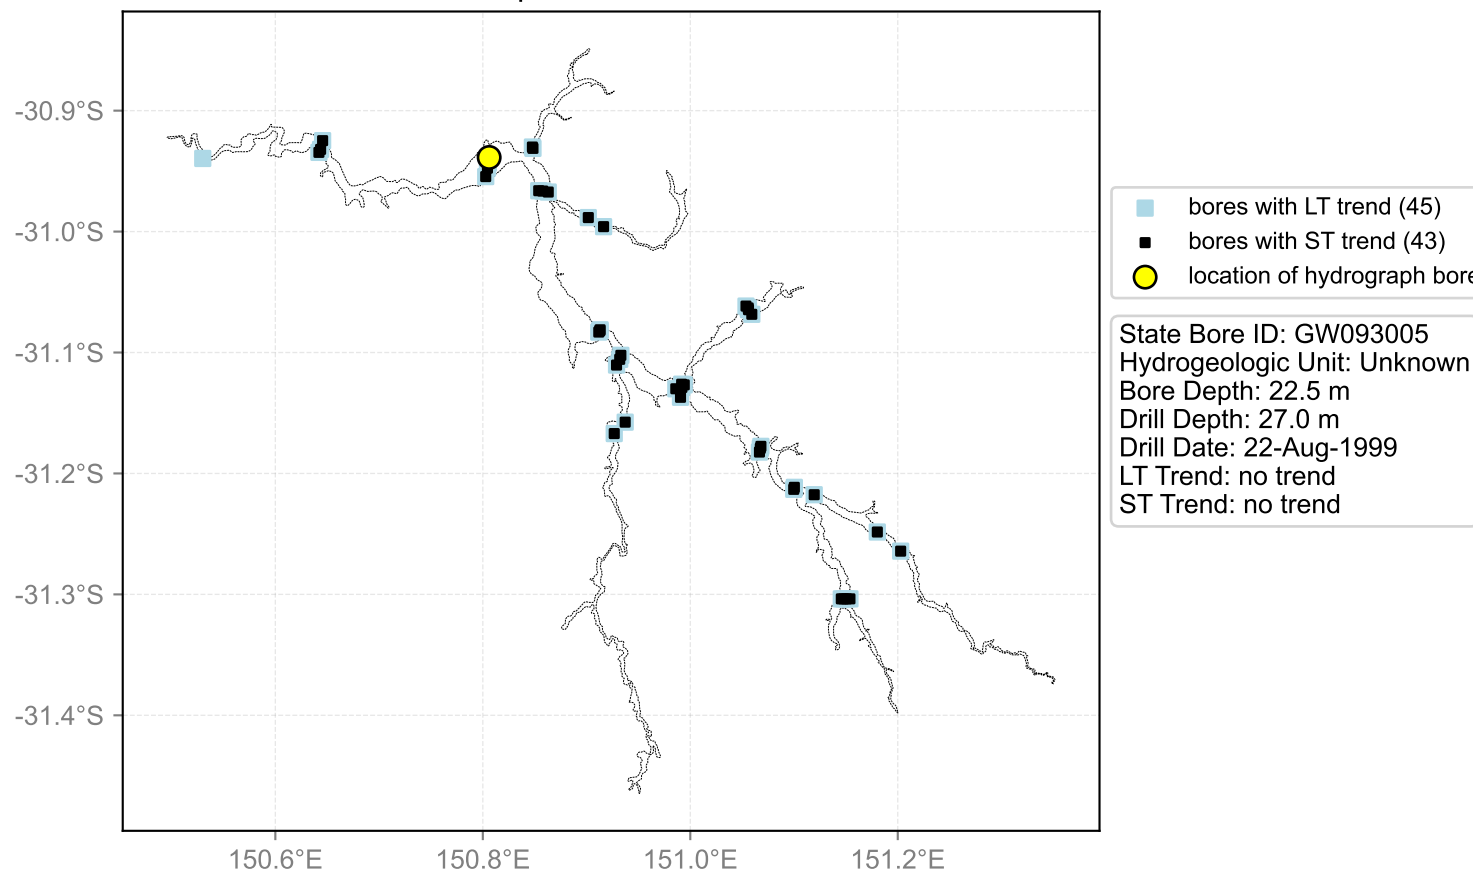 -30.9°S
-31.0°S
-31.1°S
-31.2°S
-31.3°S
-31.4°S
150.6°E
150.8°E
151.0°E
151.2°E
bores with LT trend (45)
bores with ST trend (43)
location of hydrograph bore
State Bore ID: GW093005
Hydrogeologic Unit: Unknown
Bore Depth: 22.5 m
Drill Depth: 27.0 m
Drill Date: 22-Aug-1999
LT Trend: no trend
ST Trend: no trend